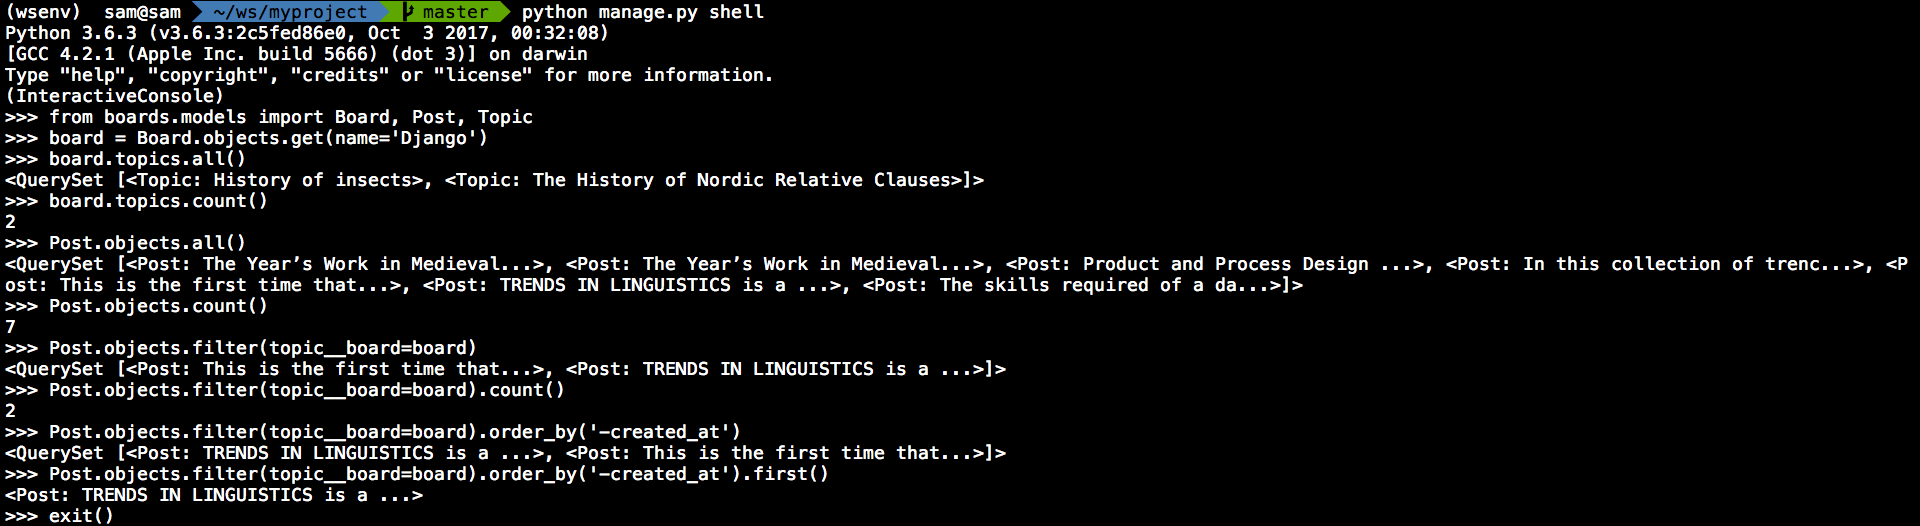 (wsenv)  sam@sam  ~/ws/myproject  master  python manage.py shell
Python 3.6.3 (v3.6.3:2c5fed86e0, Oct  3 2017, 00:32:08)
[GCC 4.2.1 (Apple Inc. build 5666) (dot 3)] on darwin
Type "help", "copyright", "credits" or "license" for more information.
(InteractiveConsole)
>>> from boards.models import Board, Post, Topic
>>> board = Board.objects.get(name='Django')
>>> board.topics.all()
<QuerySet [<Topic: History of insects>, <Topic: The History of Nordic Relative Clauses>]>
>>> board.topics.count()
2
>>> Post.objects.all()
<QuerySet [<Post: The Year’s Work in Medieval...>, <Post: The Year’s Work in Medieval...>, <Post: Product and Process Design ...>, <Post: In this collection of trenc...>, <P
ost: This is the first time that...>, <Post: TRENDS IN LINGUISTICS is a ...>, <Post: The skills required of a da...>]>
>>> Post.objects.count()
7
>>> Post.objects.filter(topic__board=board)
<QuerySet [<Post: This is the first time that...>, <Post: TRENDS IN LINGUISTICS is a ...>]>
>>> Post.objects.filter(topic__board=board).count()
2
>>> Post.objects.filter(topic__board=board).order_by('-created_at')
<QuerySet [<Post: TRENDS IN LINGUISTICS is a ...>, <Post: This is the first time that...>]>
>>> Post.objects.filter(topic__board=board).order_by('-created_at').first()
<Post: TRENDS IN LINGUISTICS is a ...>
>>> exit()